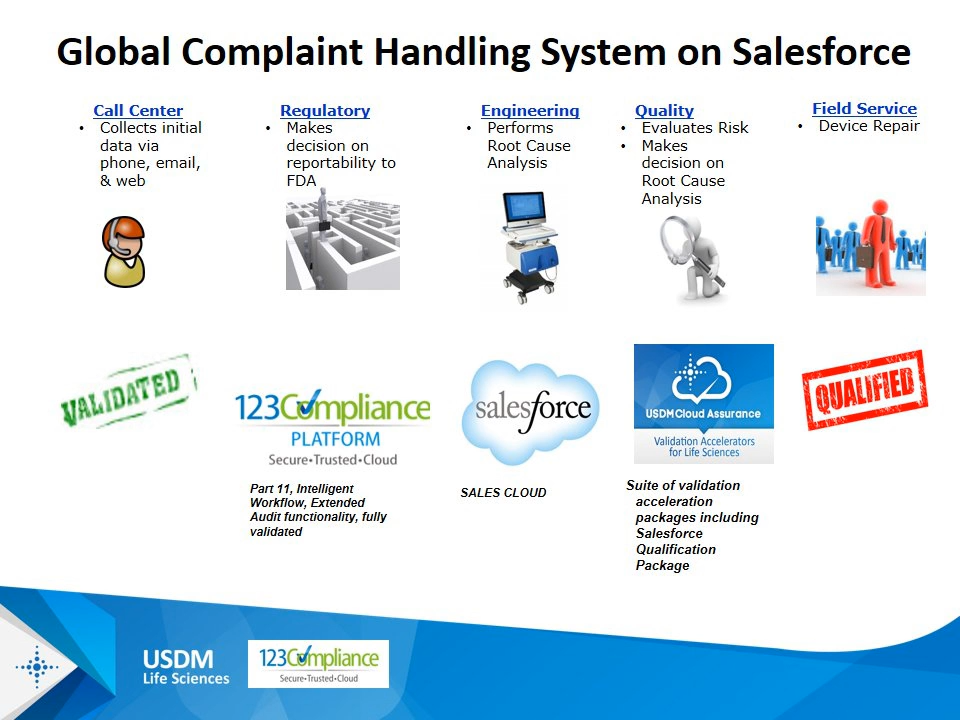 Global Complaint Handling System on Salesforce
Call Center
• Collects initial
data via
phone, email,
& web
Regulatory
• Makes
decision on
reportability to
FDA
Engineering
• Performs
Root Cause
Analysis
Quality
• Evaluates Risk
• Makes
decision on
Root Cause
Analysis
Field Service
• Device Repair
VALIDATED
123Compliance
PLATFORM
Secure•Trusted•Cloud
Part 11, Intelligent
Workflow, Extended
Audit functionality, fully
validated
salesforce
SALES CLOUD
USDMCloud Assurance
Validation Accelerators
for Life Sciences
Suite of validation
acceleration
packages including
Salesforce
Qualification
Package
QUALIFIED
USDM
Life Sciences
123Compliance
Secure•Trusted•Cloud